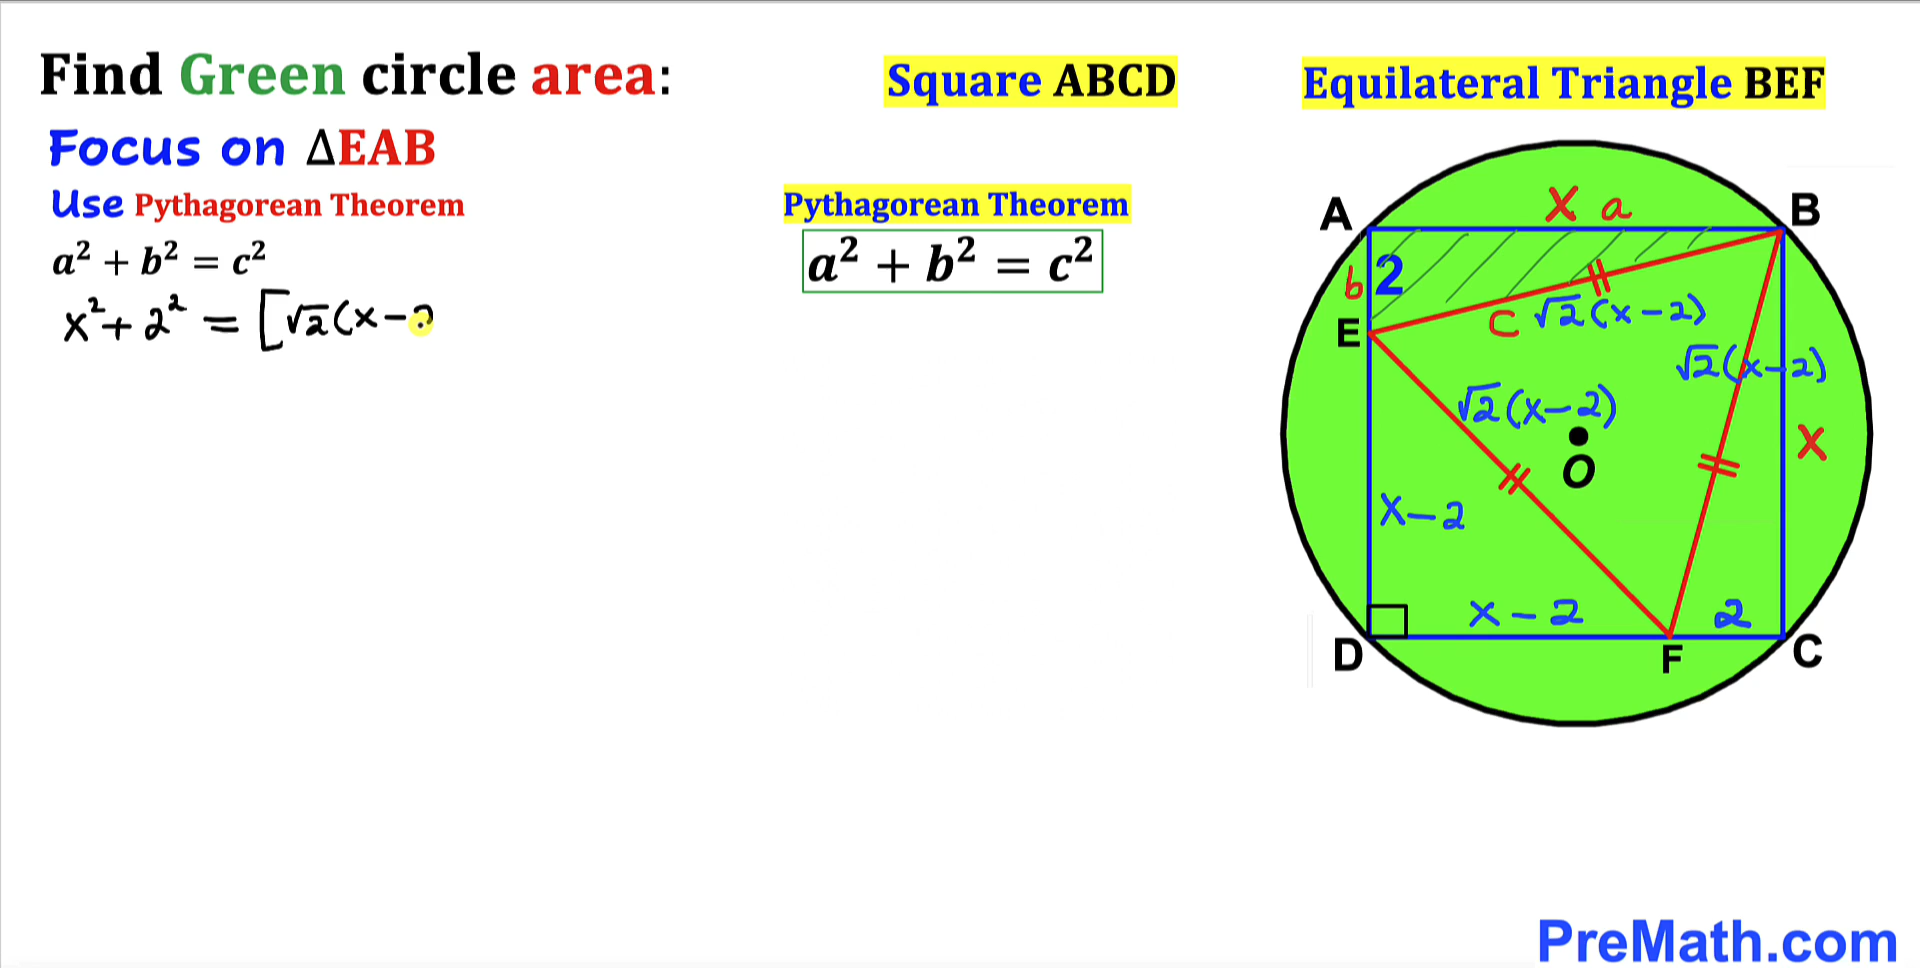 Find Green circle area:
Square ABCD
Equilateral Triangle BEF
Focus on ΔEAB
Use Pythagorean Theorem
a² + b² = c²
x² + 2² = [√2(x-2
Pythagorean Theorem
a² + b² = c²
A
X a
B
b 2
E
C √2(x-2)
√2(x-2)
√2(x-2)
O
X
X-2
x-2
2
D
F
C
PreMath.com